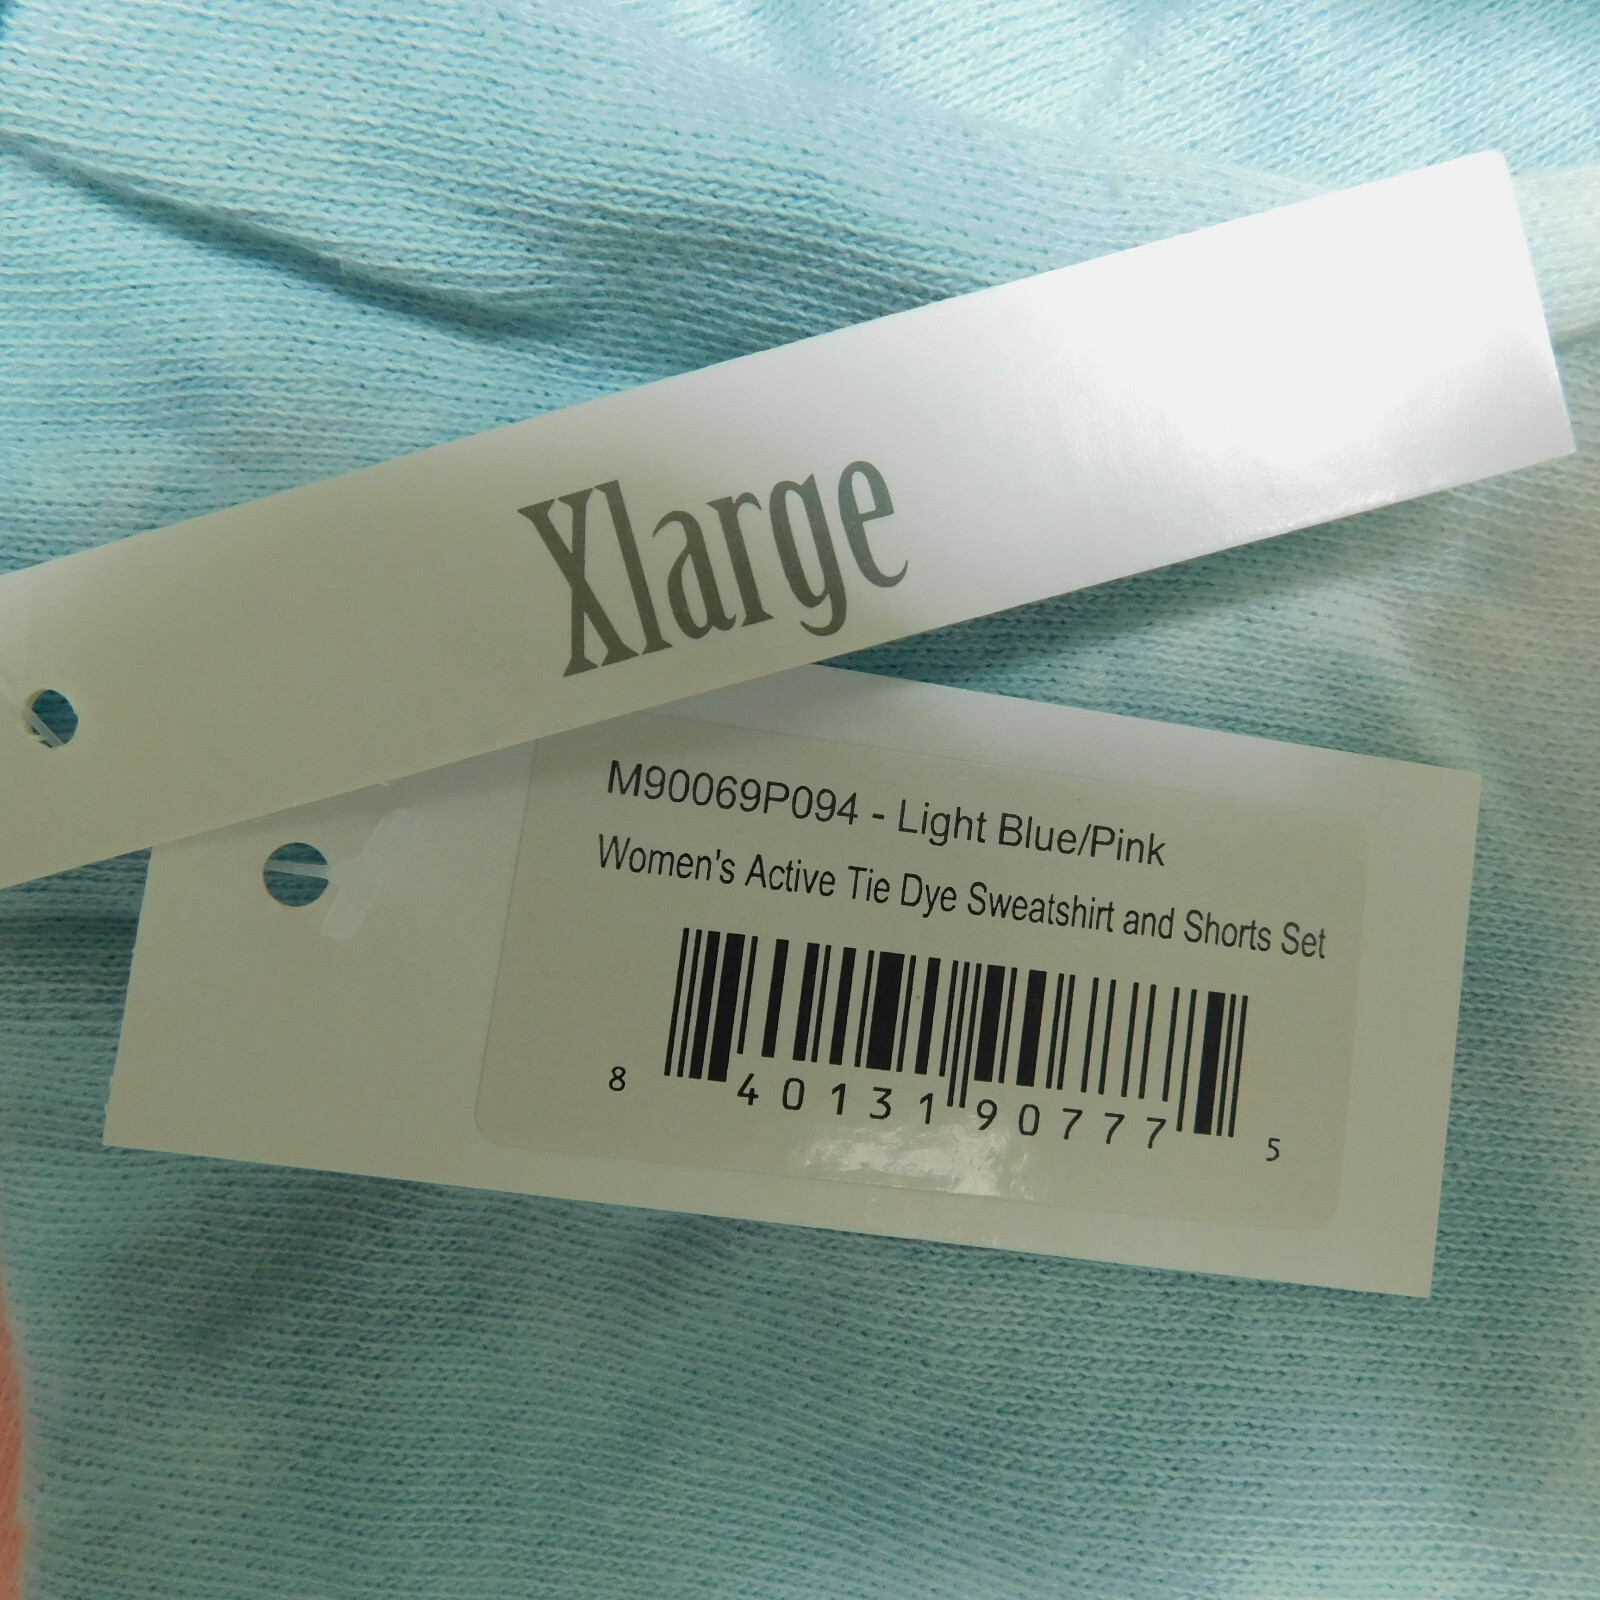 Xlarge
M90069P094 - Light Blue/Pink
Women's Active Tie Dye Sweatshirt and Shorts Set
8 40131 90777 5